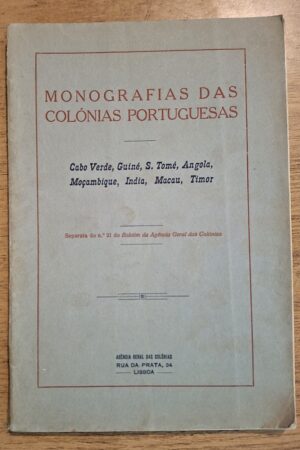 MONOGRAFIAS DAS
COLÓNIAS PORTUGUESAS
Cabo Verde, Guiné, S. Tomé, Angola,
Moçambique, India, Macau, Timor
Separata do n.º 21 do Boletim da Agência Geral das Colónias
AGÊNCIA GERAL DAS COLÓNIAS
RUA DA PRATA, 34
LISBOA